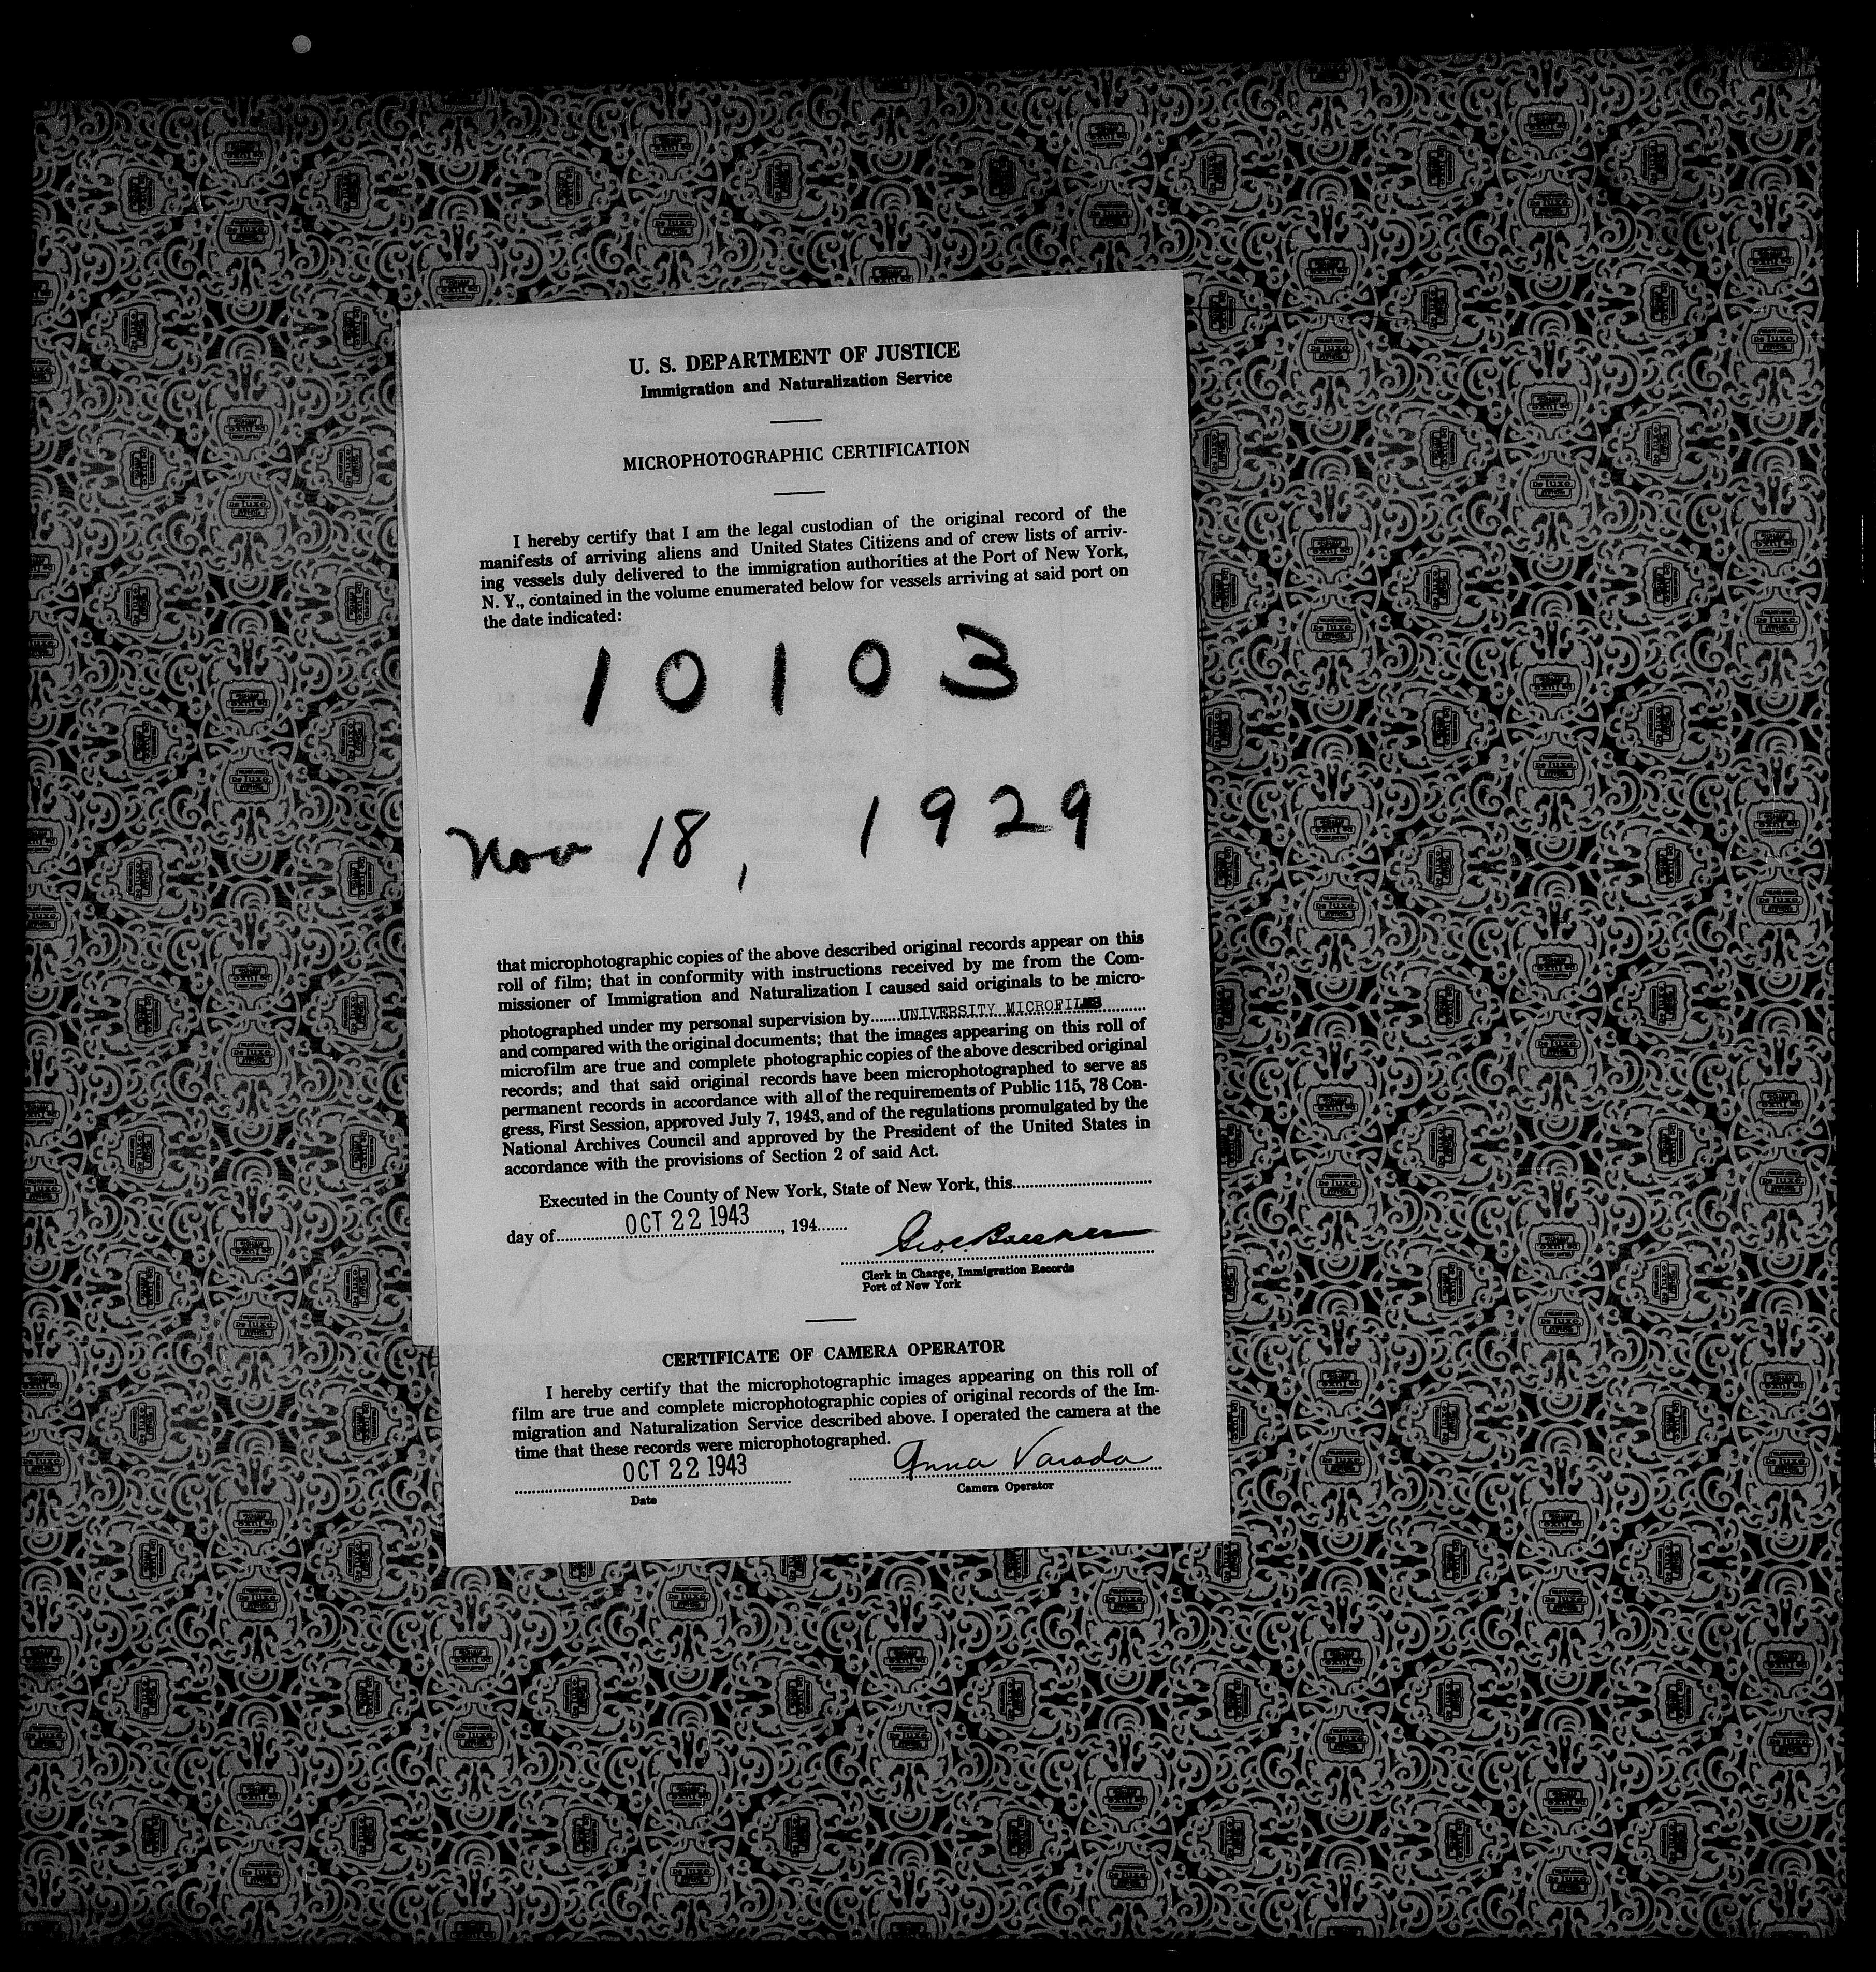 U. S. DEPARTMENT OF JUSTICE
Immigration and Naturalization Service
MICROPHOTOGRAPHIC CERTIFICATION
I hereby certify that I am the legal custodian of the original record of the
manifests of arriving aliens and United States Citizens and of crew lists of arriv-
ing vessels duly delivered to the immigration authorities at the Port of New York,
N. Y., contained in the volume enumerated below for vessels arriving at said port on
the date indicated:
10103
Nov 18, 1929
that microphotographic copies of the above described original records appear on this
roll of film; that in conformity with instructions received by me from the Com-
missioner of Immigration and Naturalization I caused said originals to be micro-
photographed under my personal supervision by......UNIVERSITY MICROFILMS
and compared with the original documents; that the images appearing on this roll of
microfilm are true and complete photographic copies of the above described original
records; and that said original records have been microphotographed to serve as
permanent records in accordance with all of the requirements of Public 115, 78 Con-
gress, First Session, approved July 7, 1943, and of the regulations promulgated by the
National Archives Council and approved by the President of the United States in
accordance with the provisions of Section 2 of said Act.
Executed in the County of New York, State of New York, this
day of OCT 22 1943, 194
Clerk in Charge, Immigration Records
Port of New York
CERTIFICATE OF CAMERA OPERATOR
I hereby certify that the microphotographic images appearing on this roll of
film are true and complete microphotographic copies of original records of the Im-
migration and Naturalization Service described above. I operated the camera at the
time that these records were microphotographed.
OCT 22 1943 Anna Varada
Date Camera Operator